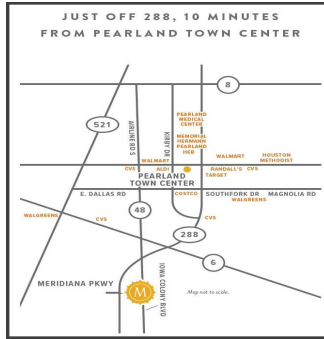 JUST OFF 288, 10 MINUTES
FROM PEARLAND TOWN CENTER
8
521
AIRLINE RD S
KIRBY DR
PEARLAND
MEDICAL
CENTER
MEMORIAL
HERMANN
PEARLAND
HEB
WALMART
WALMART
HOUSTON
METHODIST
CVS
ALDI
RANDALL'S
CVS
TARGET
PEARLAND
TOWN CENTER
E. DALLAS RD
COSTCO
SOUTHFORK DR
MAGNOLIA RD
WALGREENS
WALGREENS
CVS
48
CVS
288
6
MERIDIANA PKWY
M
IOWA COLONY BLVD
Map not to scale.